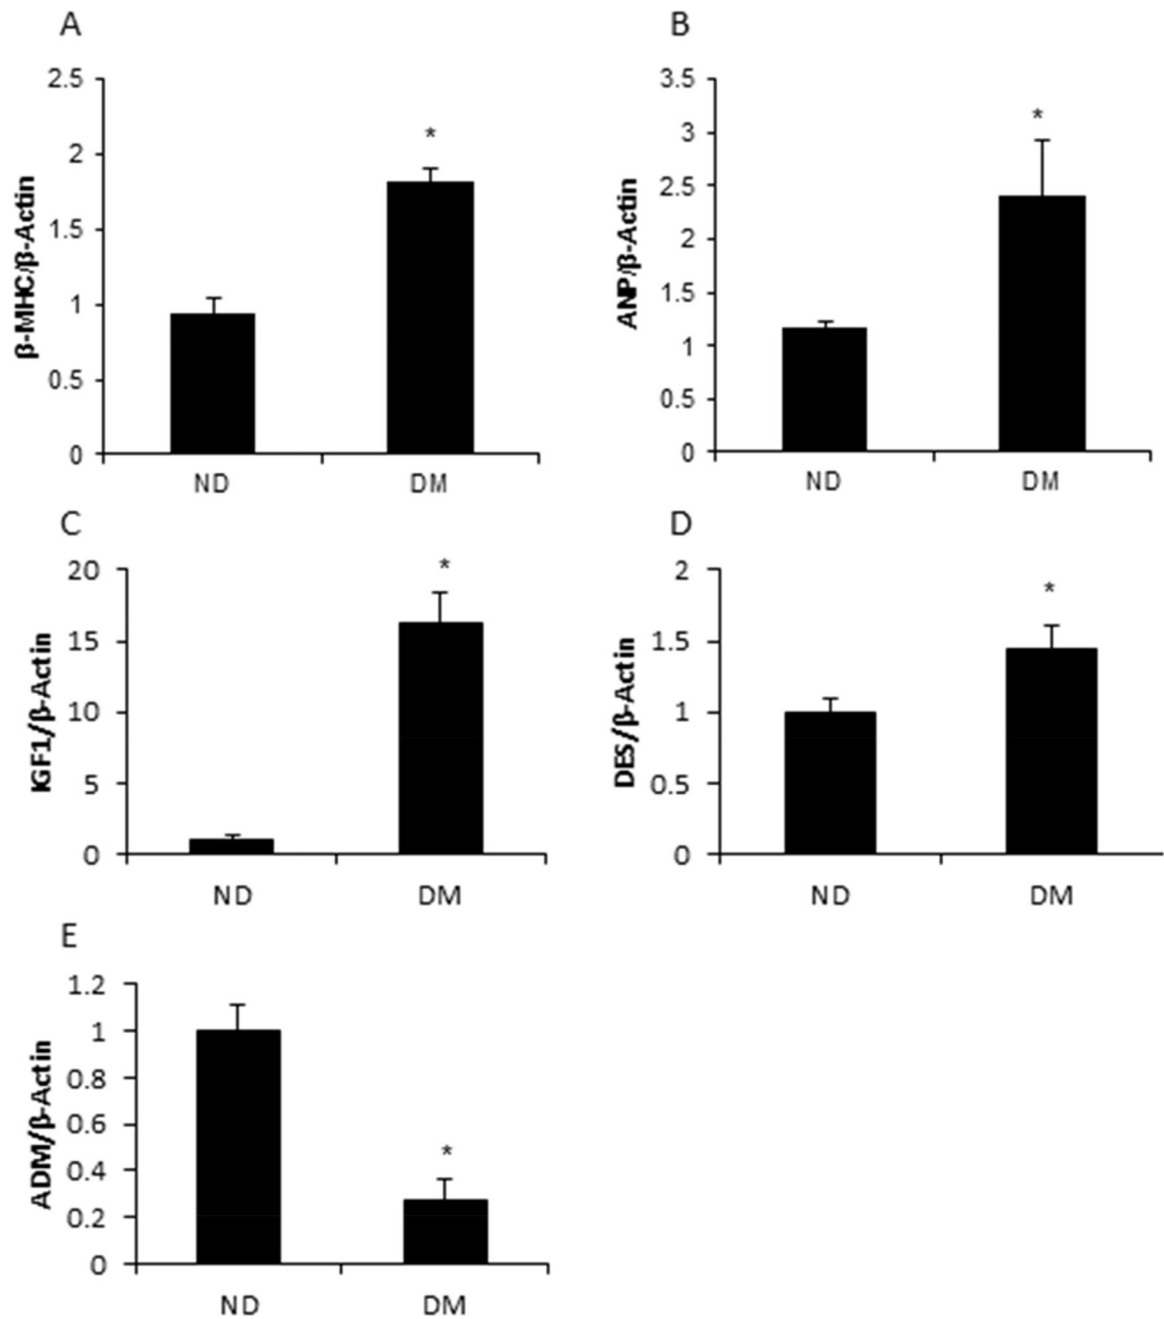 A
β-MHC/β-Actin
2.5
2
1.5
1
0.5
0
*
ND
DM
B
ANP/β-Actin
3.5
3
2.5
2
1.5
1
0.5
0
*
ND
DM
C
IGF1/β-Actin
20
15
10
5
0
*
ND
DM
D
DES/β-Actin
2
1.5
1
0.5
0
*
ND
DM
E
ADM/β-Actin
1.2
1
0.8
0.6
0.4
0.2
0
*
ND
DM